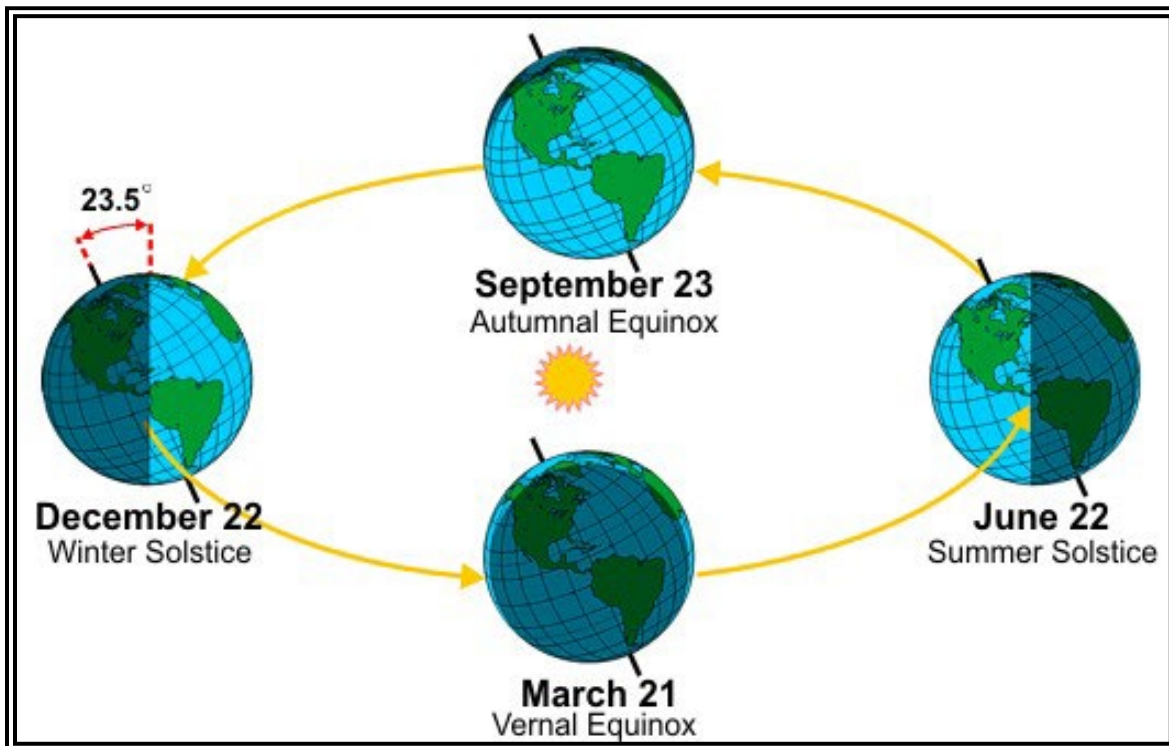 September 23
Autumnal Equinox
23.5°
December 22
Winter Solstice
June 22
Summer Solstice
March 21
Vernal Equinox